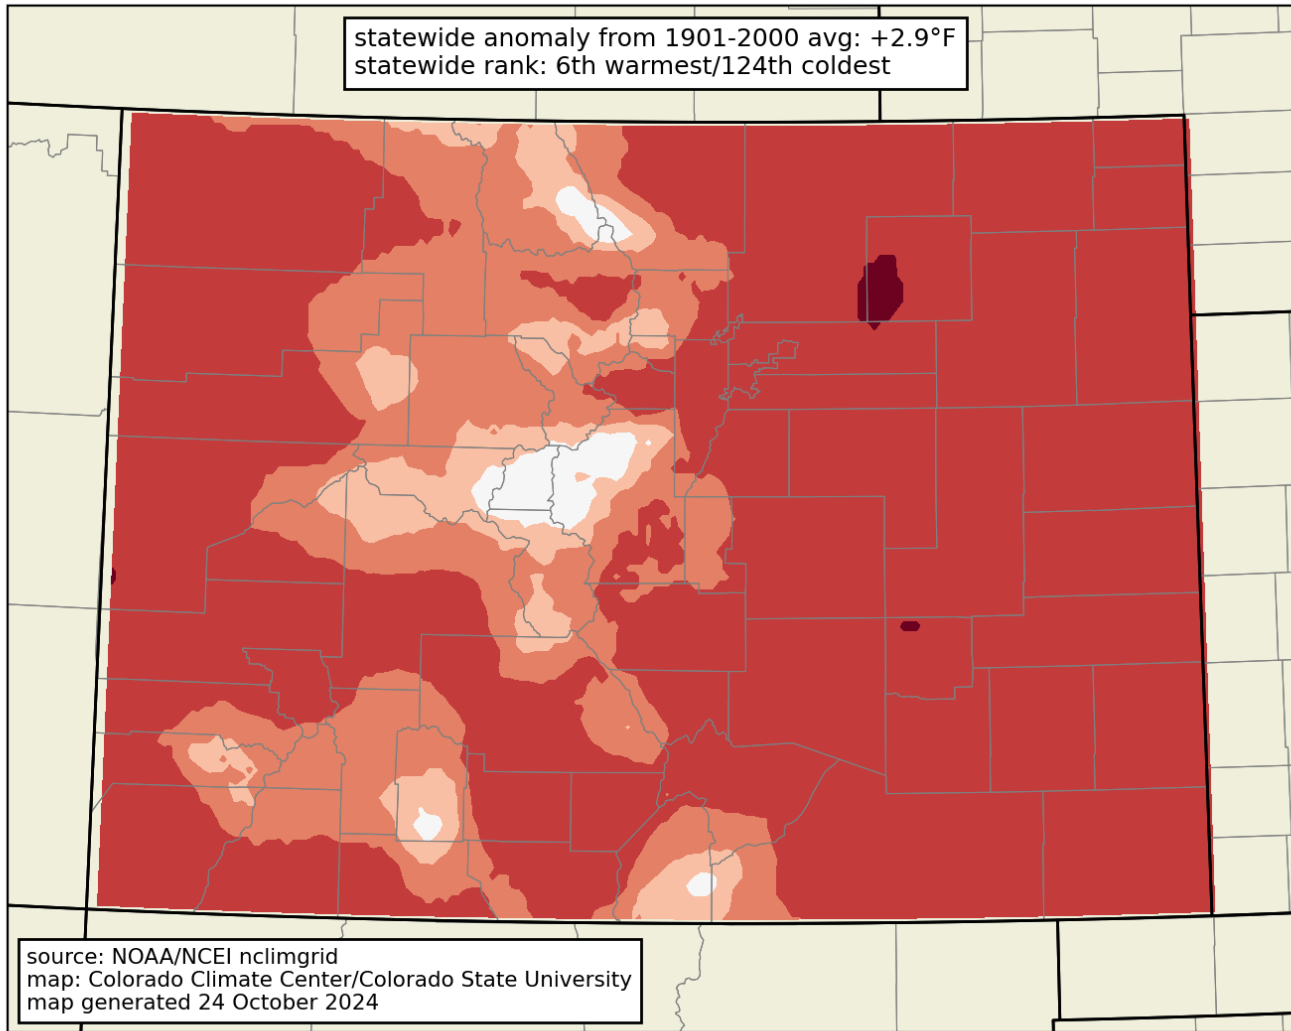 statewide anomaly from 1901-2000 avg: +2.9°F
statewide rank: 6th warmest/124th coldest
source: NOAA/NCEI nclimgrid
map: Colorado Climate Center/Colorado State University
map generated 24 October 2024